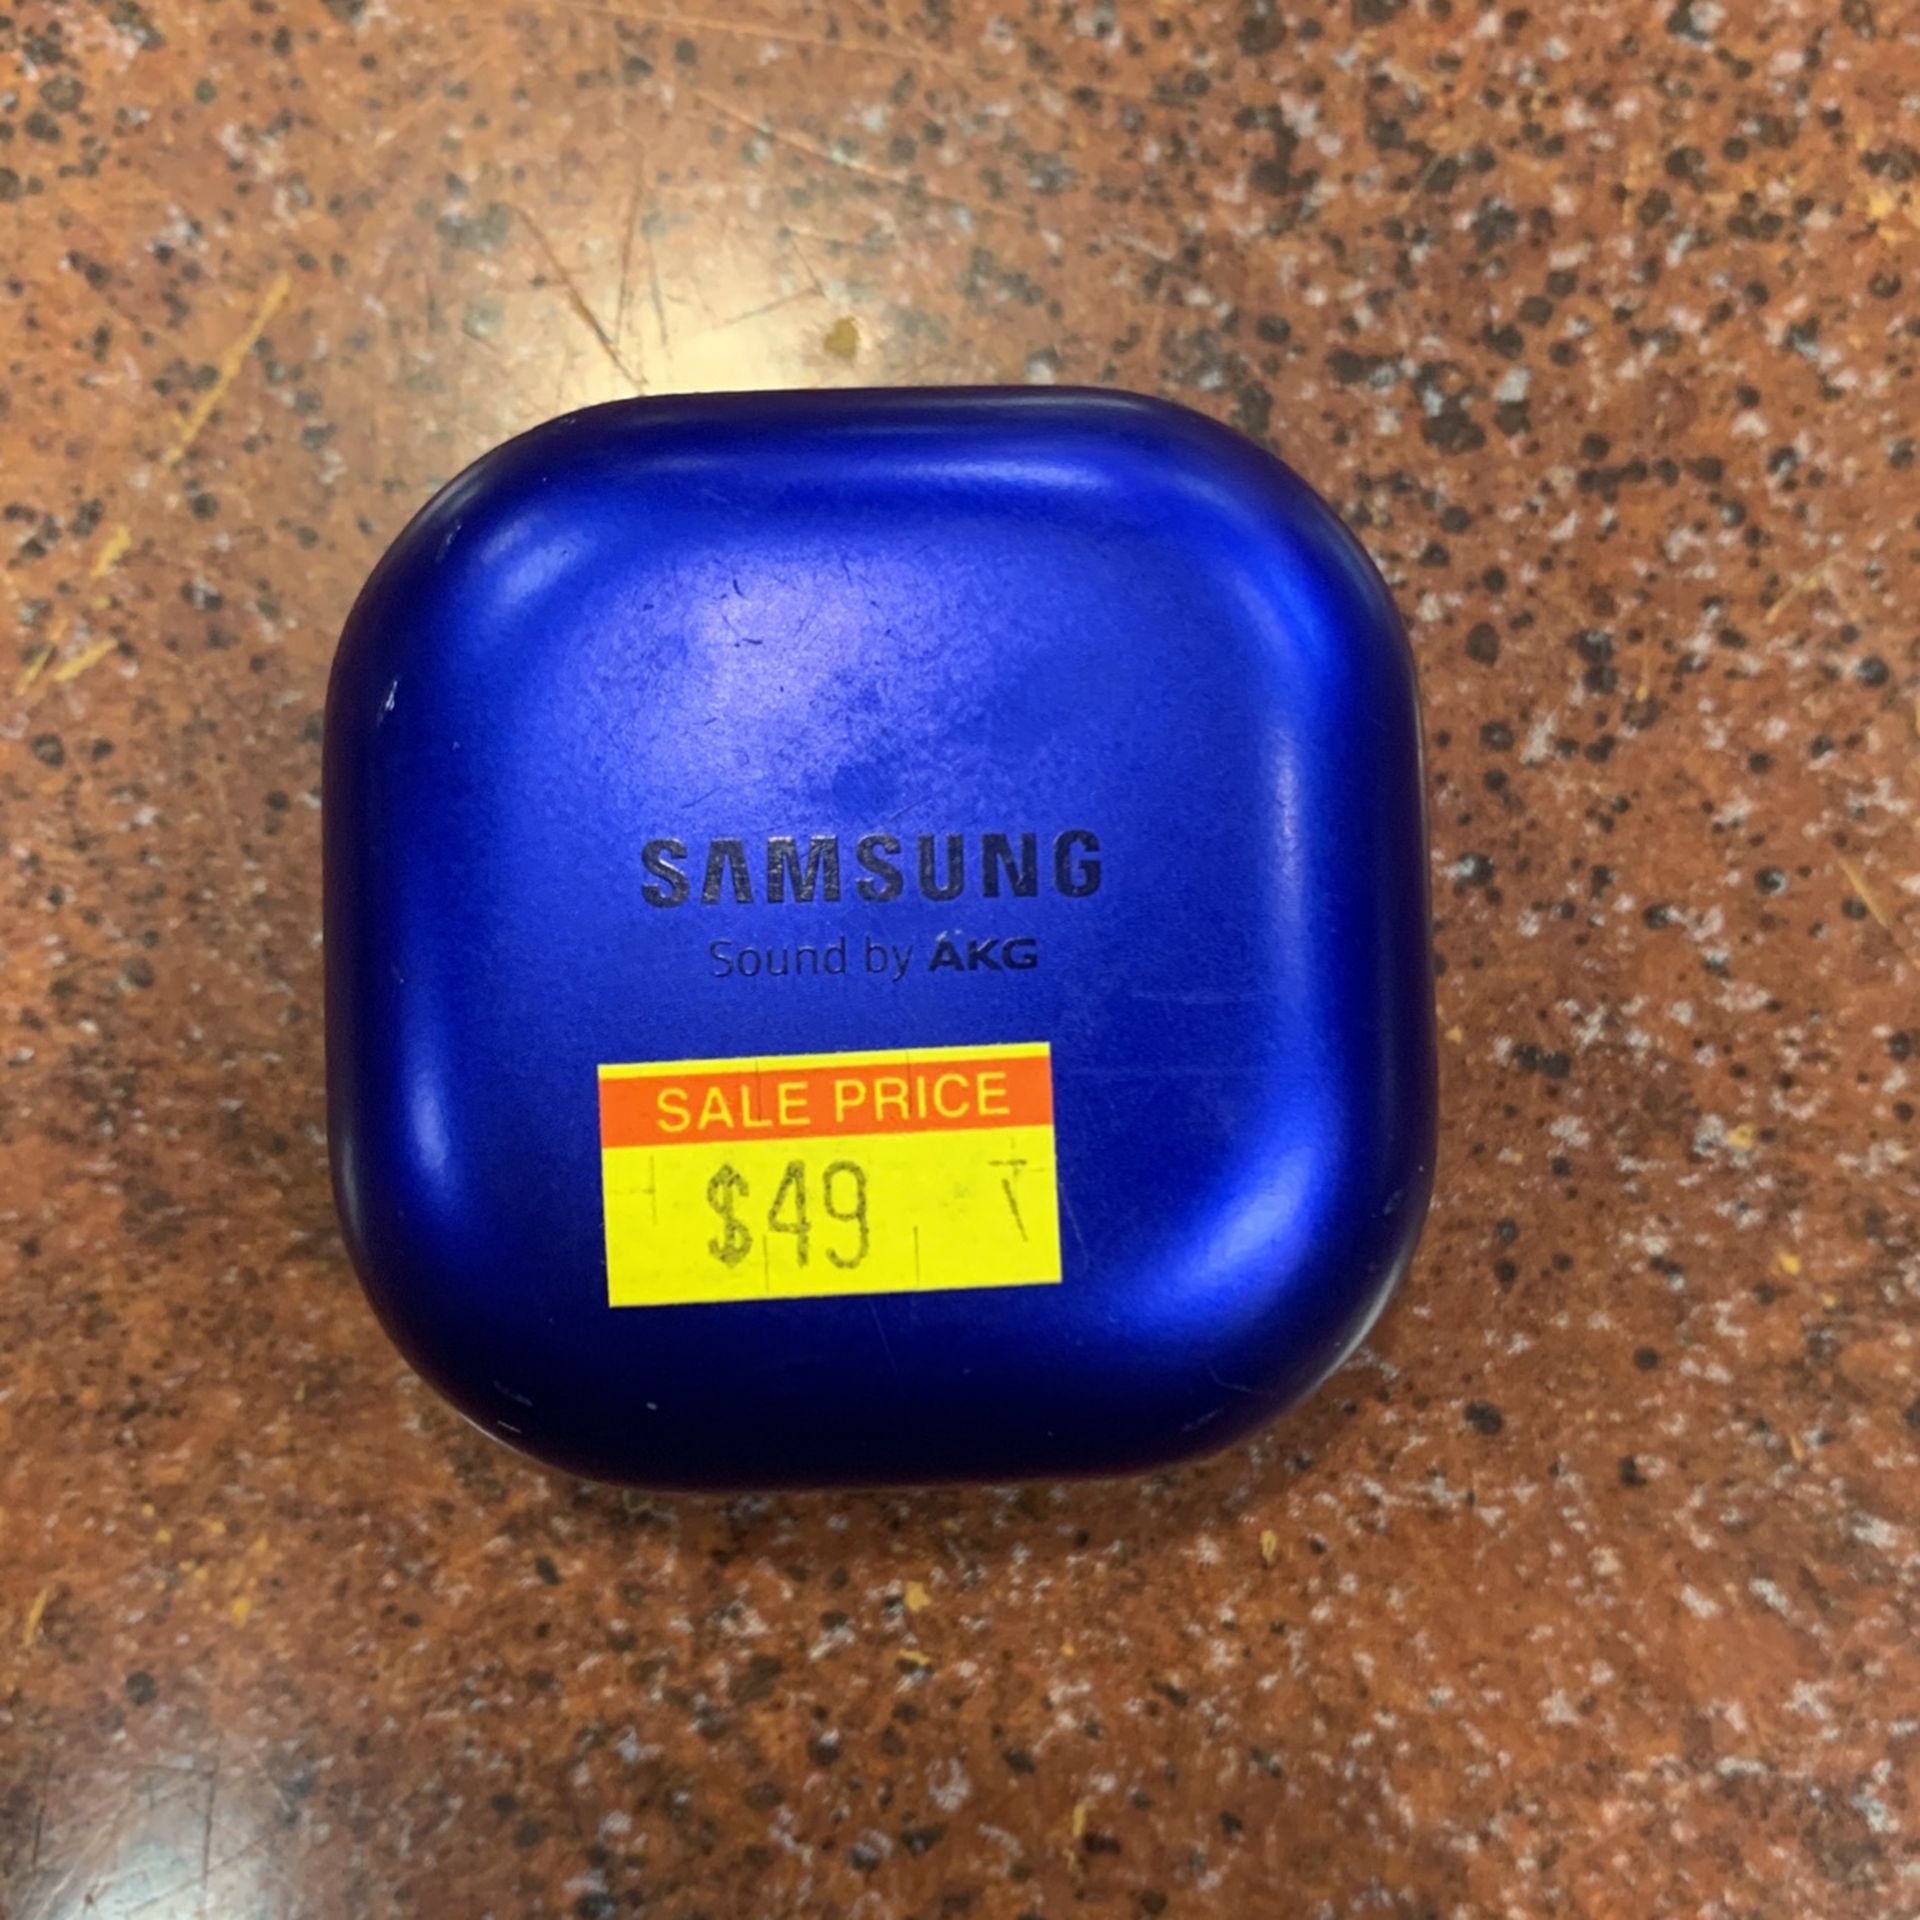 SAMSUNG
Sound by AKG
SALE PRICE
$49